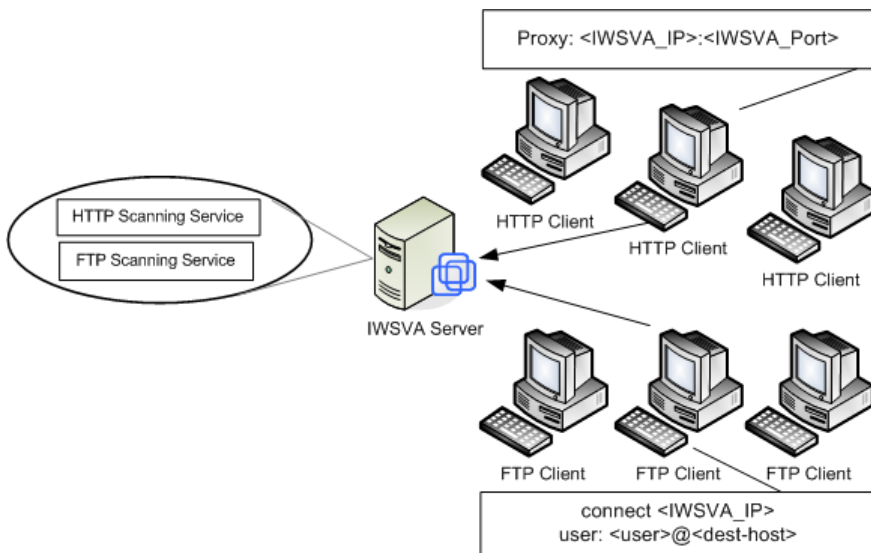 Proxy: <IWSVA_IP>:<IWSVA_Port>
HTTP Scanning Service
FTP Scanning Service
HTTP Client
HTTP Client
HTTP Client
IWSVA Server
FTP Client
FTP Client
FTP Client
connect <IWSVA_IP>
user: <user>@<dest-host>